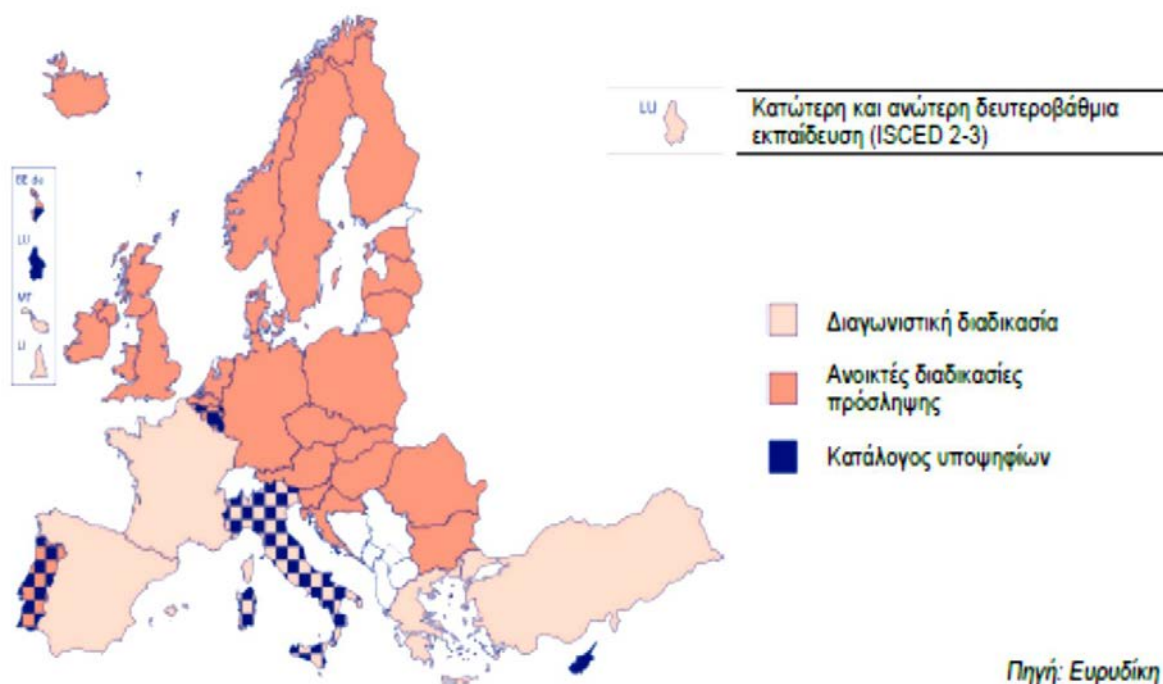 LU
Κατώτερη και ανώτερη δευτεροβάθμια
εκπαίδευση (ISCED 2-3)
BE de
LU
MT
LI
Διαγωνιστική διαδικασία
Ανοικτές διαδικασίες
πρόσληψης
Κατάλογος υποψηφίων
Πηγή: Ευρυδίκη